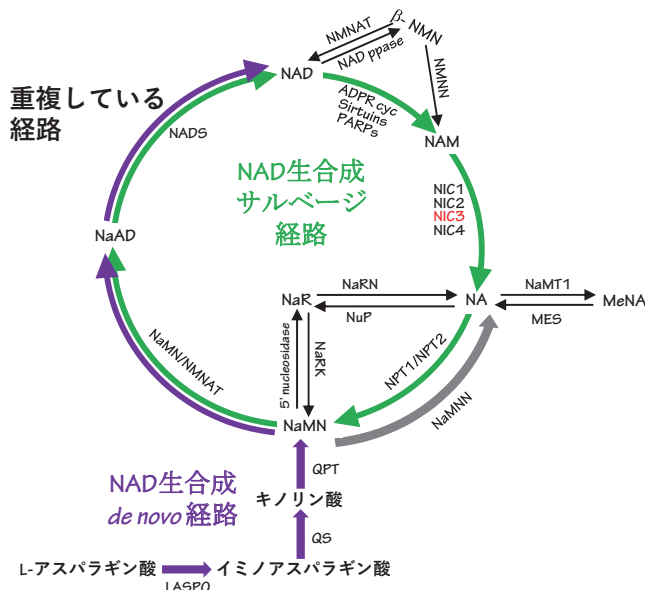 β-NMN
NMNAT
NAD ppase
NMNN
NAD
重複している
経路
ADPR cyc
Sirtuins
PARPs
NADS
NAM
NAD生合成
サルベージ
経路
NIC1
NIC2
NIC3
NIC4
NaAD
NaR
NaRN
NuP
NA
NaMT1
MES
MeNA
5' nucleosidase
NaRK
NPT1/NPT2
NaMNN
NaMN/NMNAT
NaMN
QPT
NAD生合成
de novo 経路
キノリン酸
QS
L-アスパラギン酸
イミノアスパラギン酸
LASPO